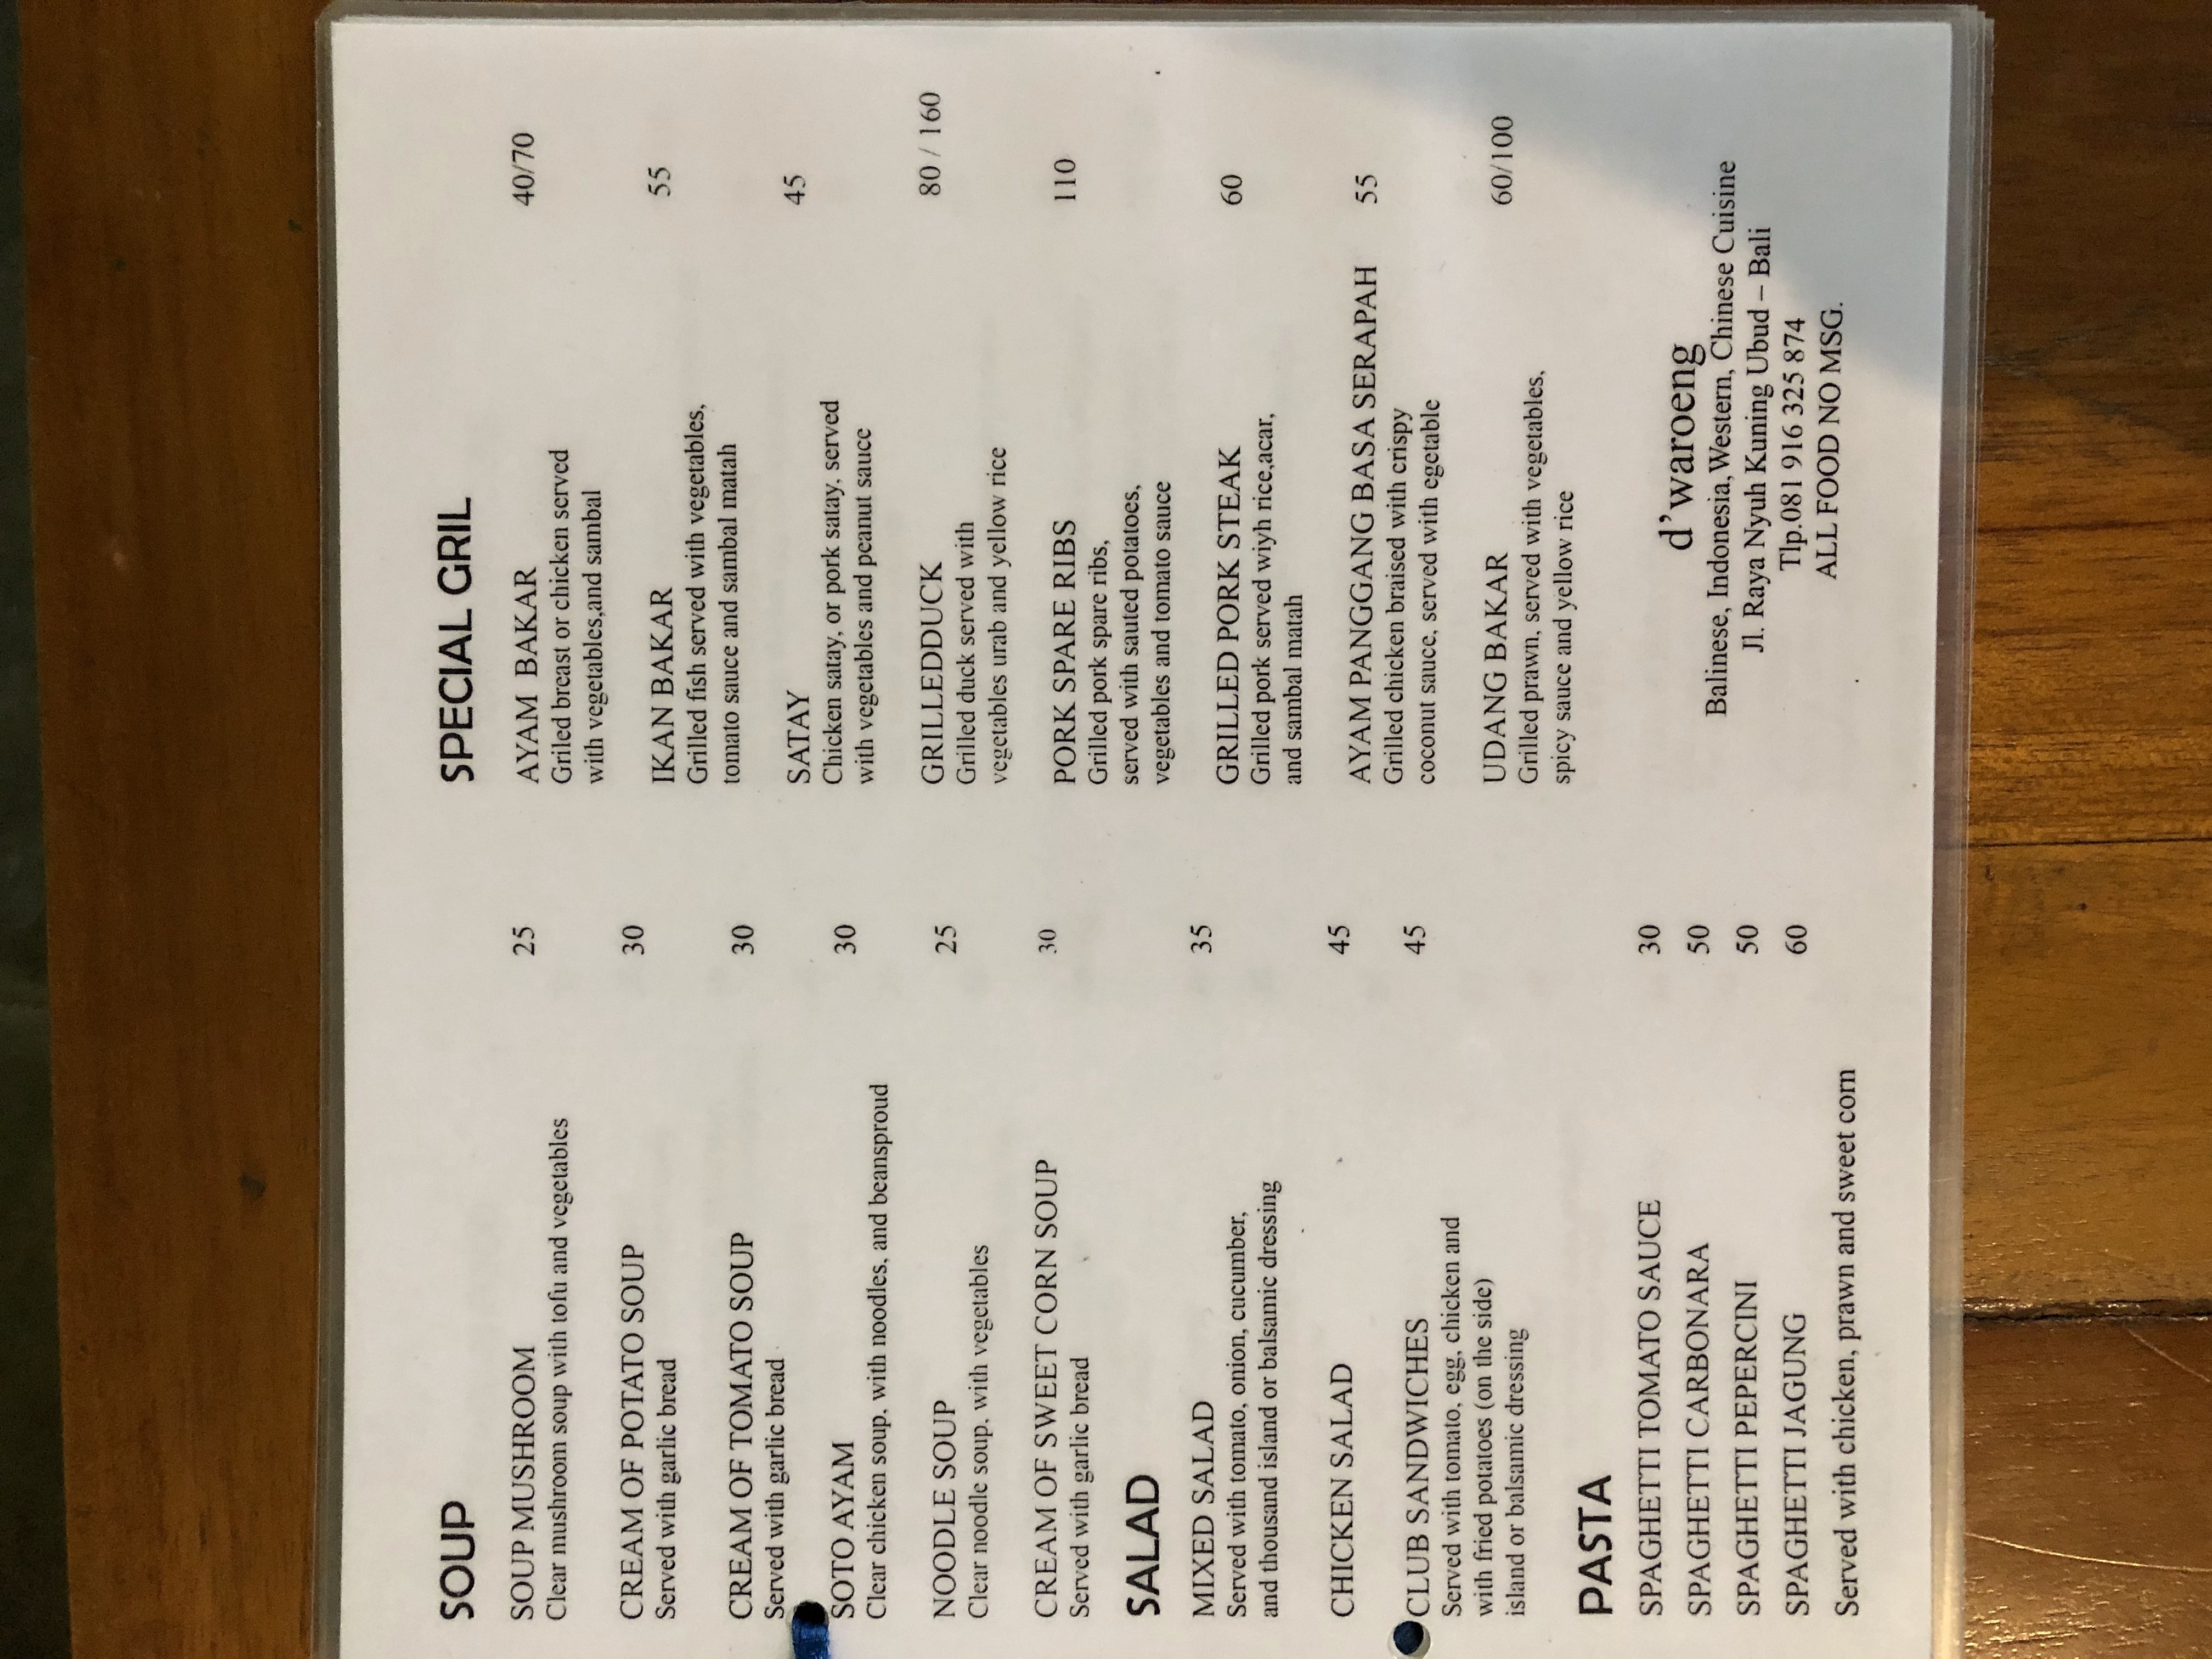 SOUP
SOUP MUSHROOM 25
Clear mushroom soup with tofu and vegetables
CREAM OF POTATO SOUP 30
Served with garlic bread
CREAM OF TOMATO SOUP 30
Served with garlic bread
SOTO AYAM 30
Clear chicken soup, with noodles, and beansproud
NOODLE SOUP 25
Clear noodle soup, with vegetables
CREAM OF SWEET CORN SOUP 30
Served with garlic bread
SALAD
MIXED SALAD 35
Served with tomato, onion, cucumber,
and thousand island or balsamic dressing
CHICKEN SALAD 45
CLUB SANDWICHES 45
Served with tomato, egg, chicken and
with fried potatoes (on the side)
island or balsamic dressing
PASTA
SPAGHETTI TOMATO SAUCE 30
SPAGHETTI CARBONARA 50
SPAGHETTI PEPERCINI 50
SPAGHETTI JAGUNG 60
Served with chicken, prawn and sweet corn
SPECIAL GRIL
AYAM BAKAR 40/70
Griled breast or chicken served
with vegetables,and sambal
IKAN BAKAR 55
Grilled fish served with vegetables,
tomato sauce and sambal matah
SATAY 45
Chicken satay, or pork satay, served
with vegetables and peanut sauce
GRILLEDDUCK 80 / 160
Grilled duck served with
vegetables urab and yellow rice
PORK SPARE RIBS 110
Grilled pork spare ribs,
served with sauted potatoes,
vegetables and tomato sauce
GRILLED PORK STEAK 60
Grilled pork served wiyh rice,acar,
and sambal matah
AYAM PANGGANG BASA SERAPAH 55
Grilled chicken braised with crispy
coconut sauce, served with egetable
UDANG BAKAR 60/100
Grilled prawn, served with vegetables,
spicy sauce and yellow rice
d'waroeng
Balinese, Indonesia,Western, Chinese Cuisine
Jl. Raya Nyuh Kuning Ubud – Bali
Tlp.081 916 325 874
ALL FOOD NO MSG.